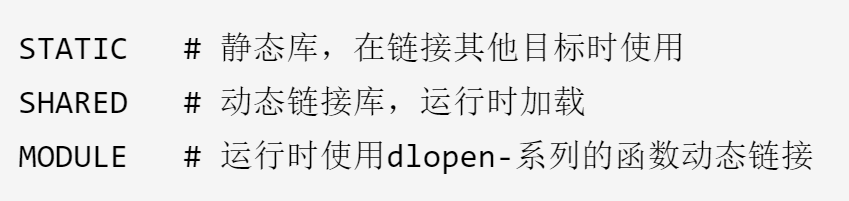 STATIC # 静态库，在链接其他目标时使用
SHARED # 动态链接库，运行时加载
MODULE # 运行时使用dlopen-系列的函数动态链接